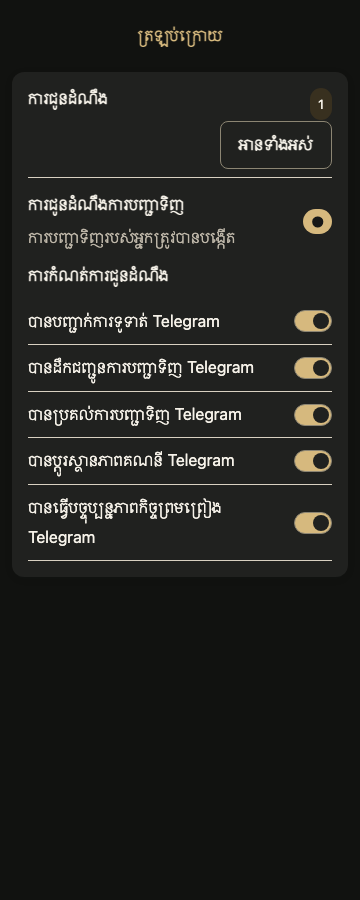 ត្រឡប់ក្រោយ
ការជូនដំណឹង
1
អានទាំងអស់
ការជូនដំណឹងការបញ្ជាទិញ
ការបញ្ជាទិញរបស់អ្នកត្រូវបានបង្កើត
ការកំណត់ការជូនដំណឹង
បានបញ្ជាក់ការទូទាត់ Telegram
បានដឹកជញ្ជូនការបញ្ជាទិញ Telegram
បានប្រគល់ការបញ្ជាទិញ Telegram
បានប្តូរស្ថានភាពគណនី Telegram
បានធ្វើបច្ចុប្បន្នភាពកិច្ចព្រមព្រៀង
Telegram